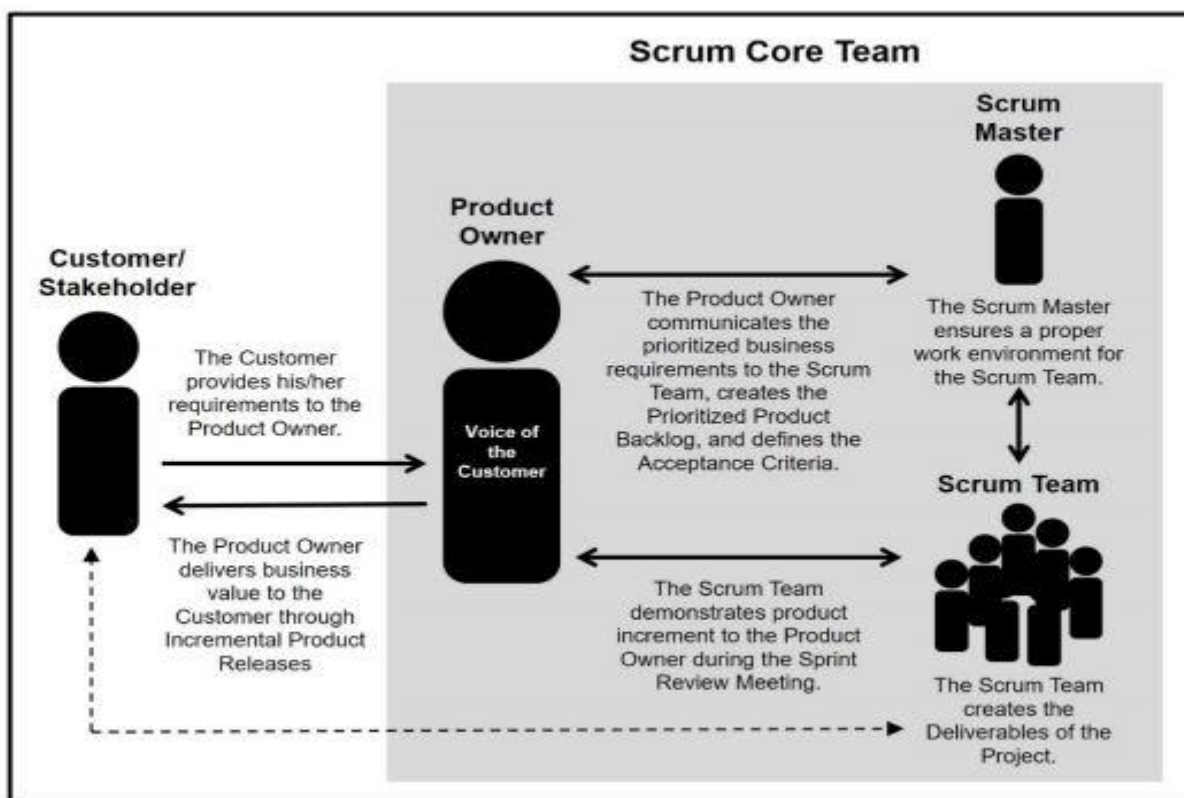 Scrum Core Team
Scrum
Master
Product
Owner
Customer/
Stakeholder
The Customer
provides his/her
requirements to the
Product Owner.
Voice of
the
Customer
The Product Owner
communicates the
prioritized business
requirements to the Scrum
Team, creates the
Prioritized Product
Backlog, and defines the
Acceptance Criteria.
The Scrum Master
ensures a proper
work environment for
the Scrum Team.
Scrum Team
The Product Owner
delivers business
value to the
Customer through
Incremental Product
Releases
The Scrum Team
demonstrates product
increment to the Product
Owner during the Sprint
Review Meeting.
The Scrum Team
creates the
Deliverables of the
Project.